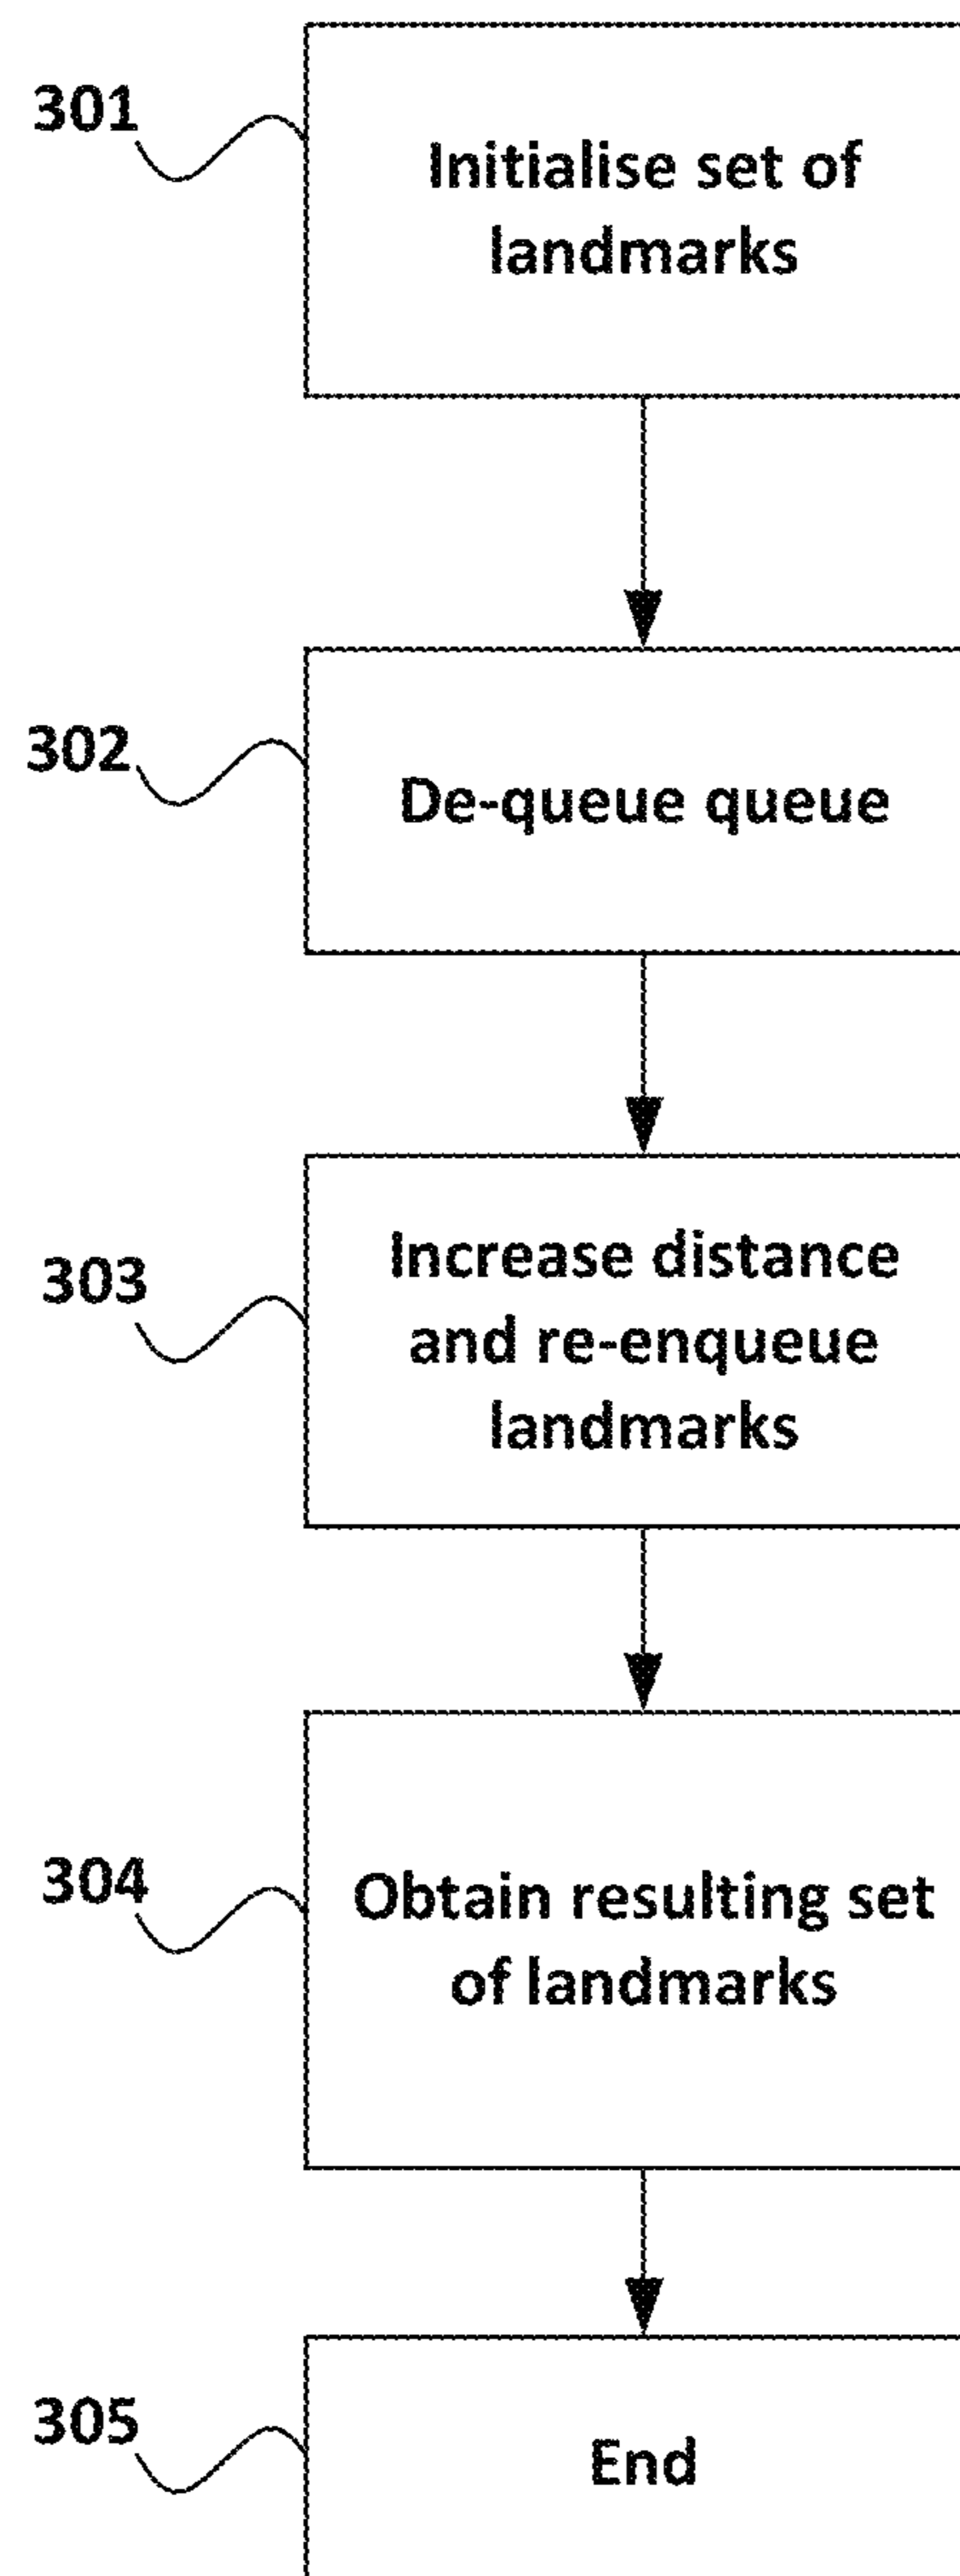 301
Initialise set of
landmarks
302
De-queue queue
303
Increase distance
and re-enqueue
landmarks
304
Obtain resulting set
of landmarks
305
End